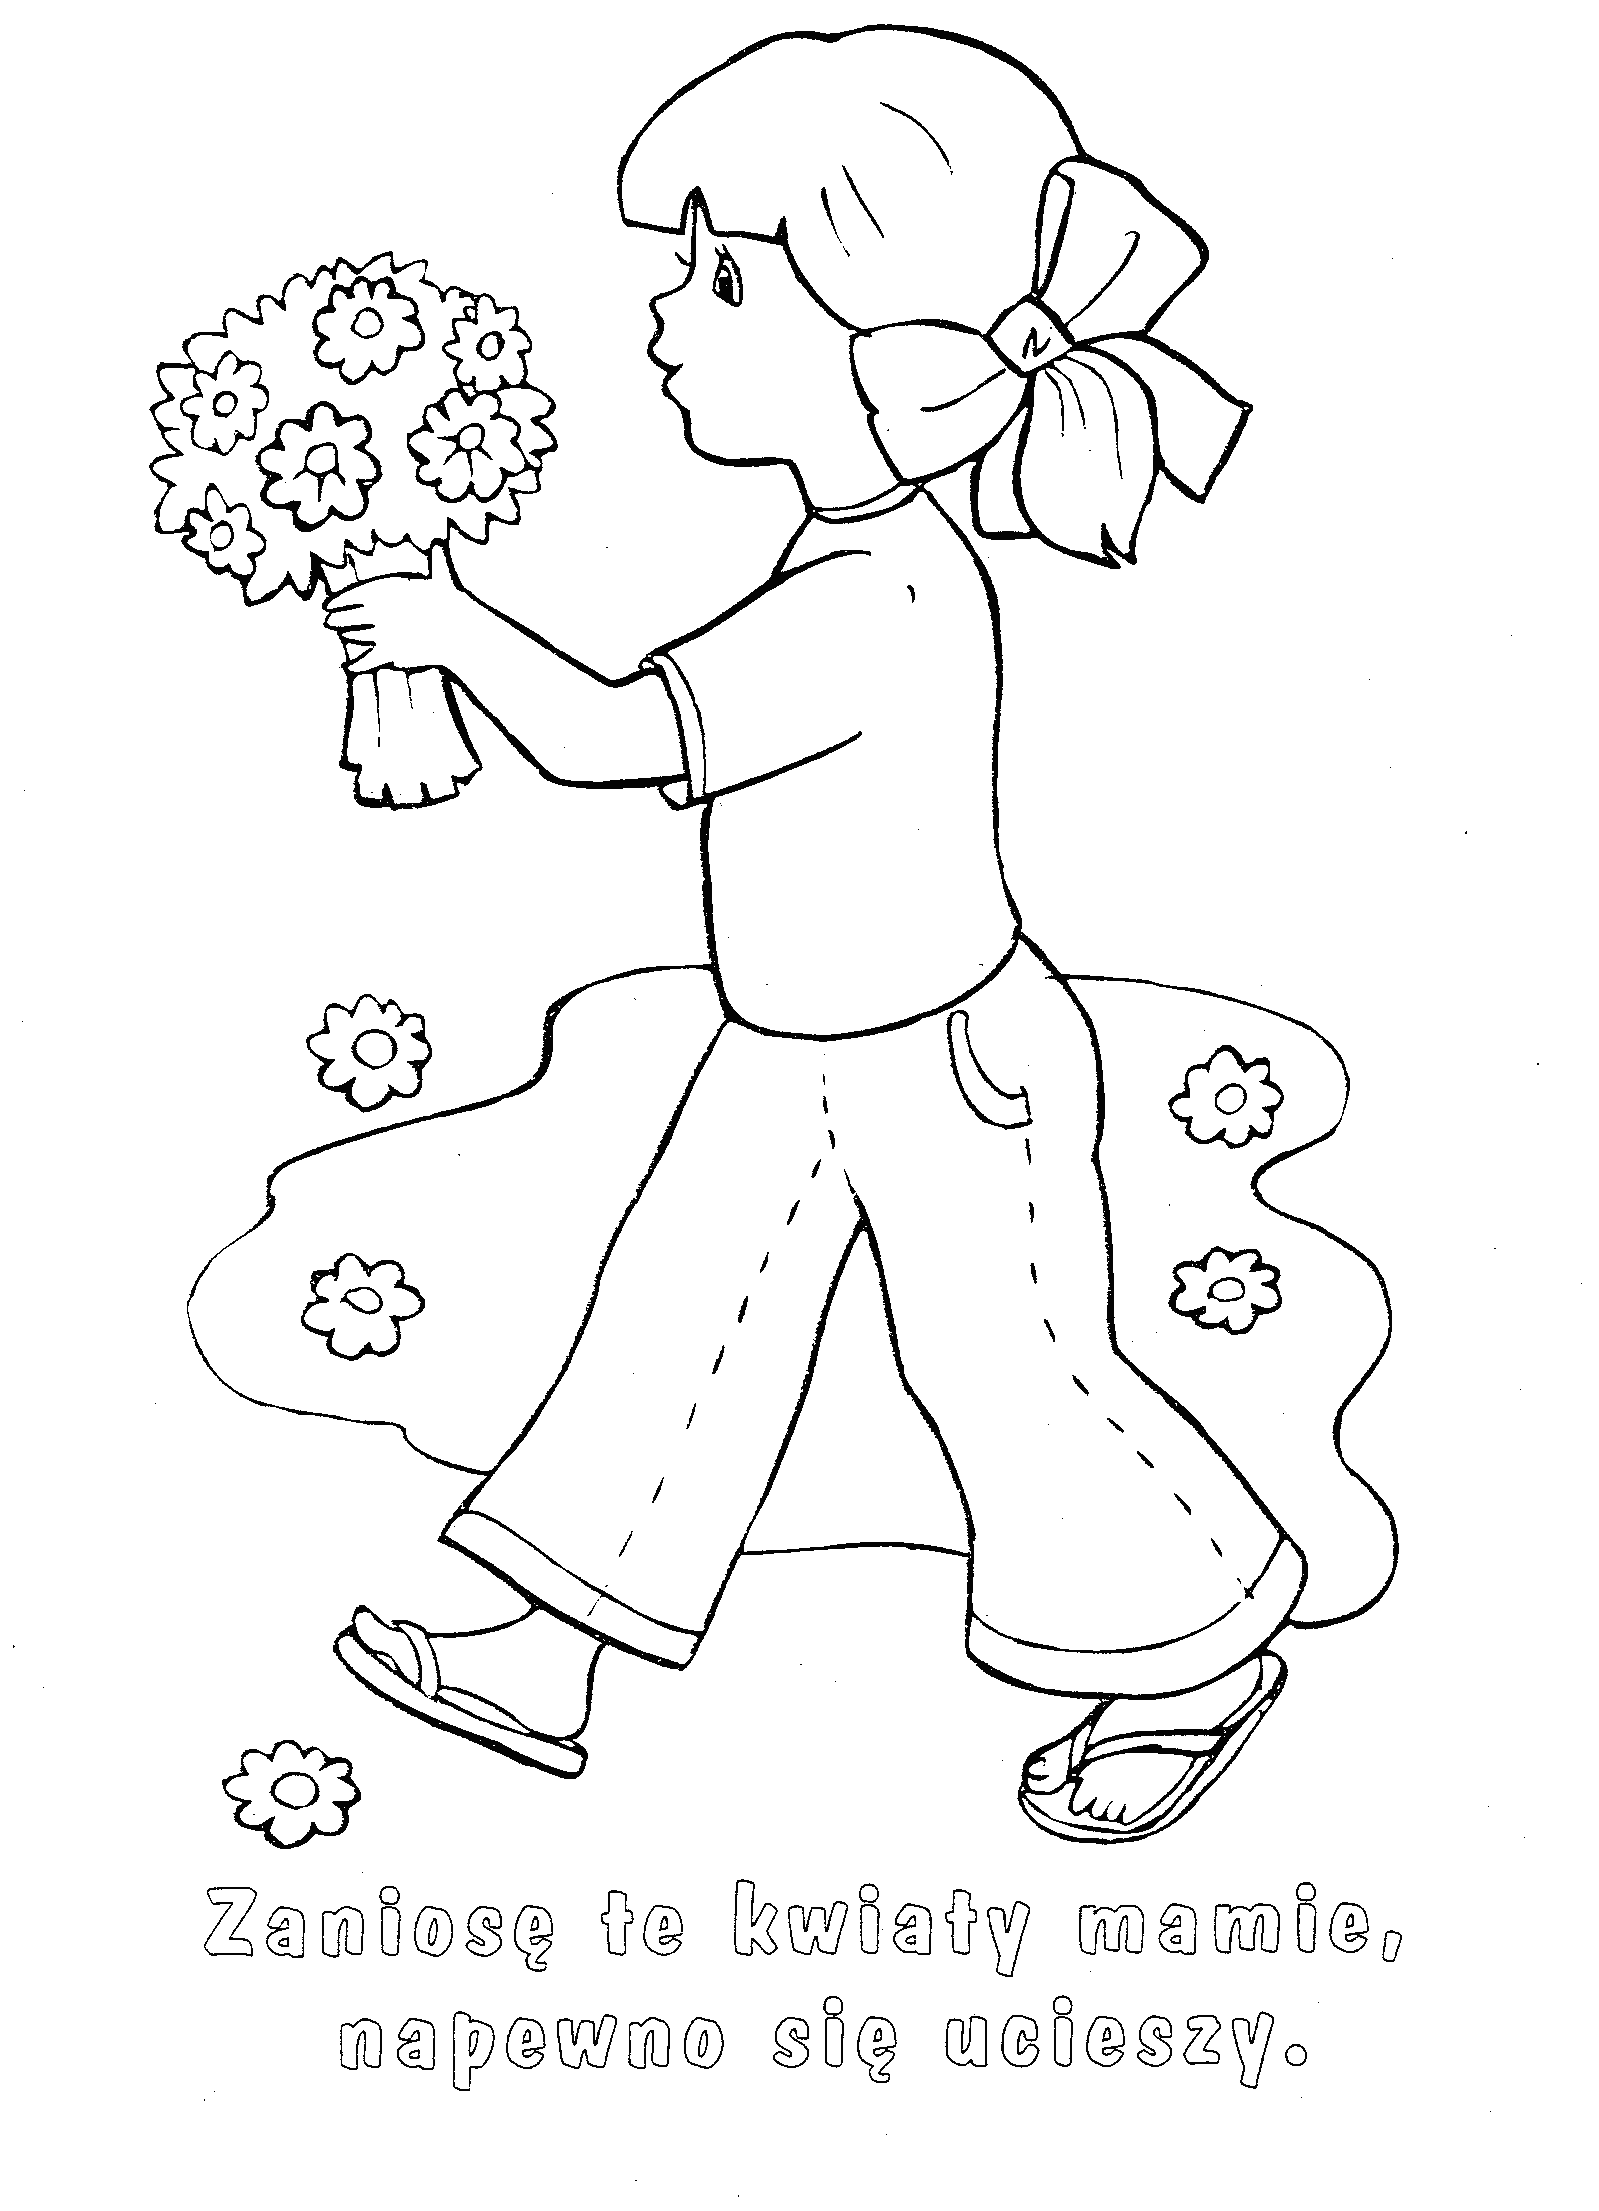 Zaniosę te kwiaty mamie,
napewno się ucieszy.